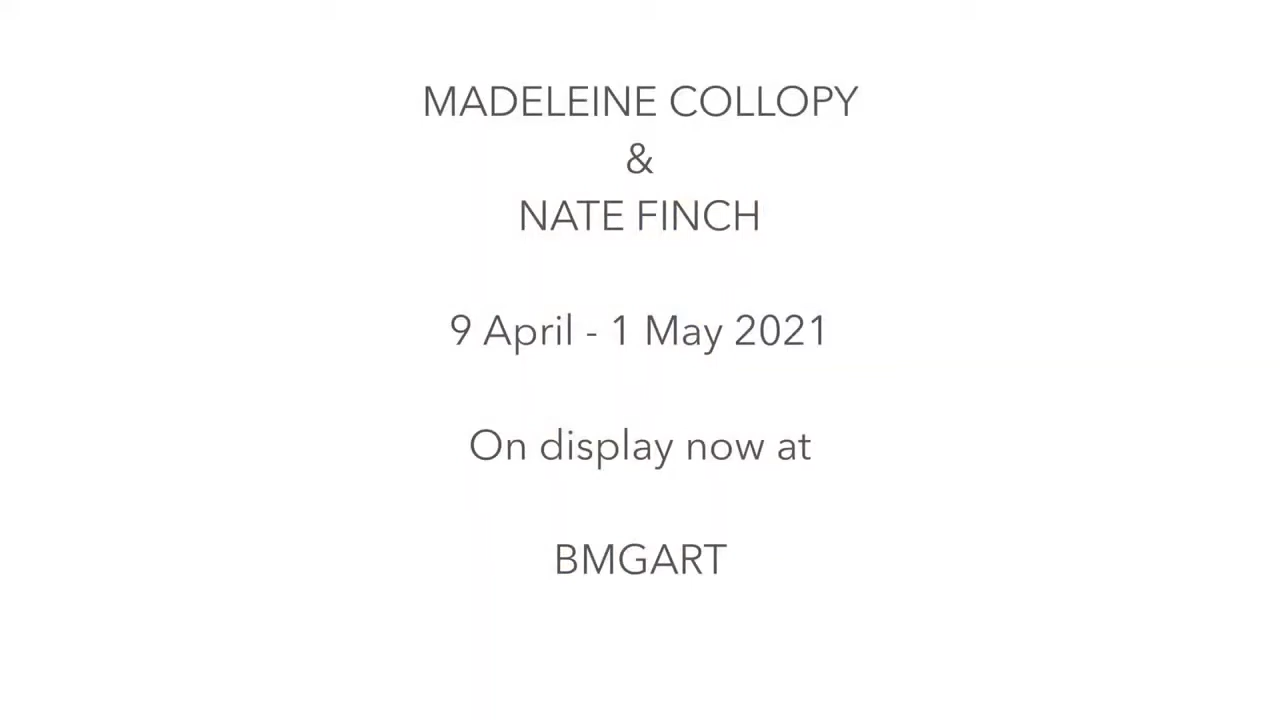 MADELEINE COLLOPY
&
NATE FINCH
9 April - 1 May 2021
On display now at
BMGART